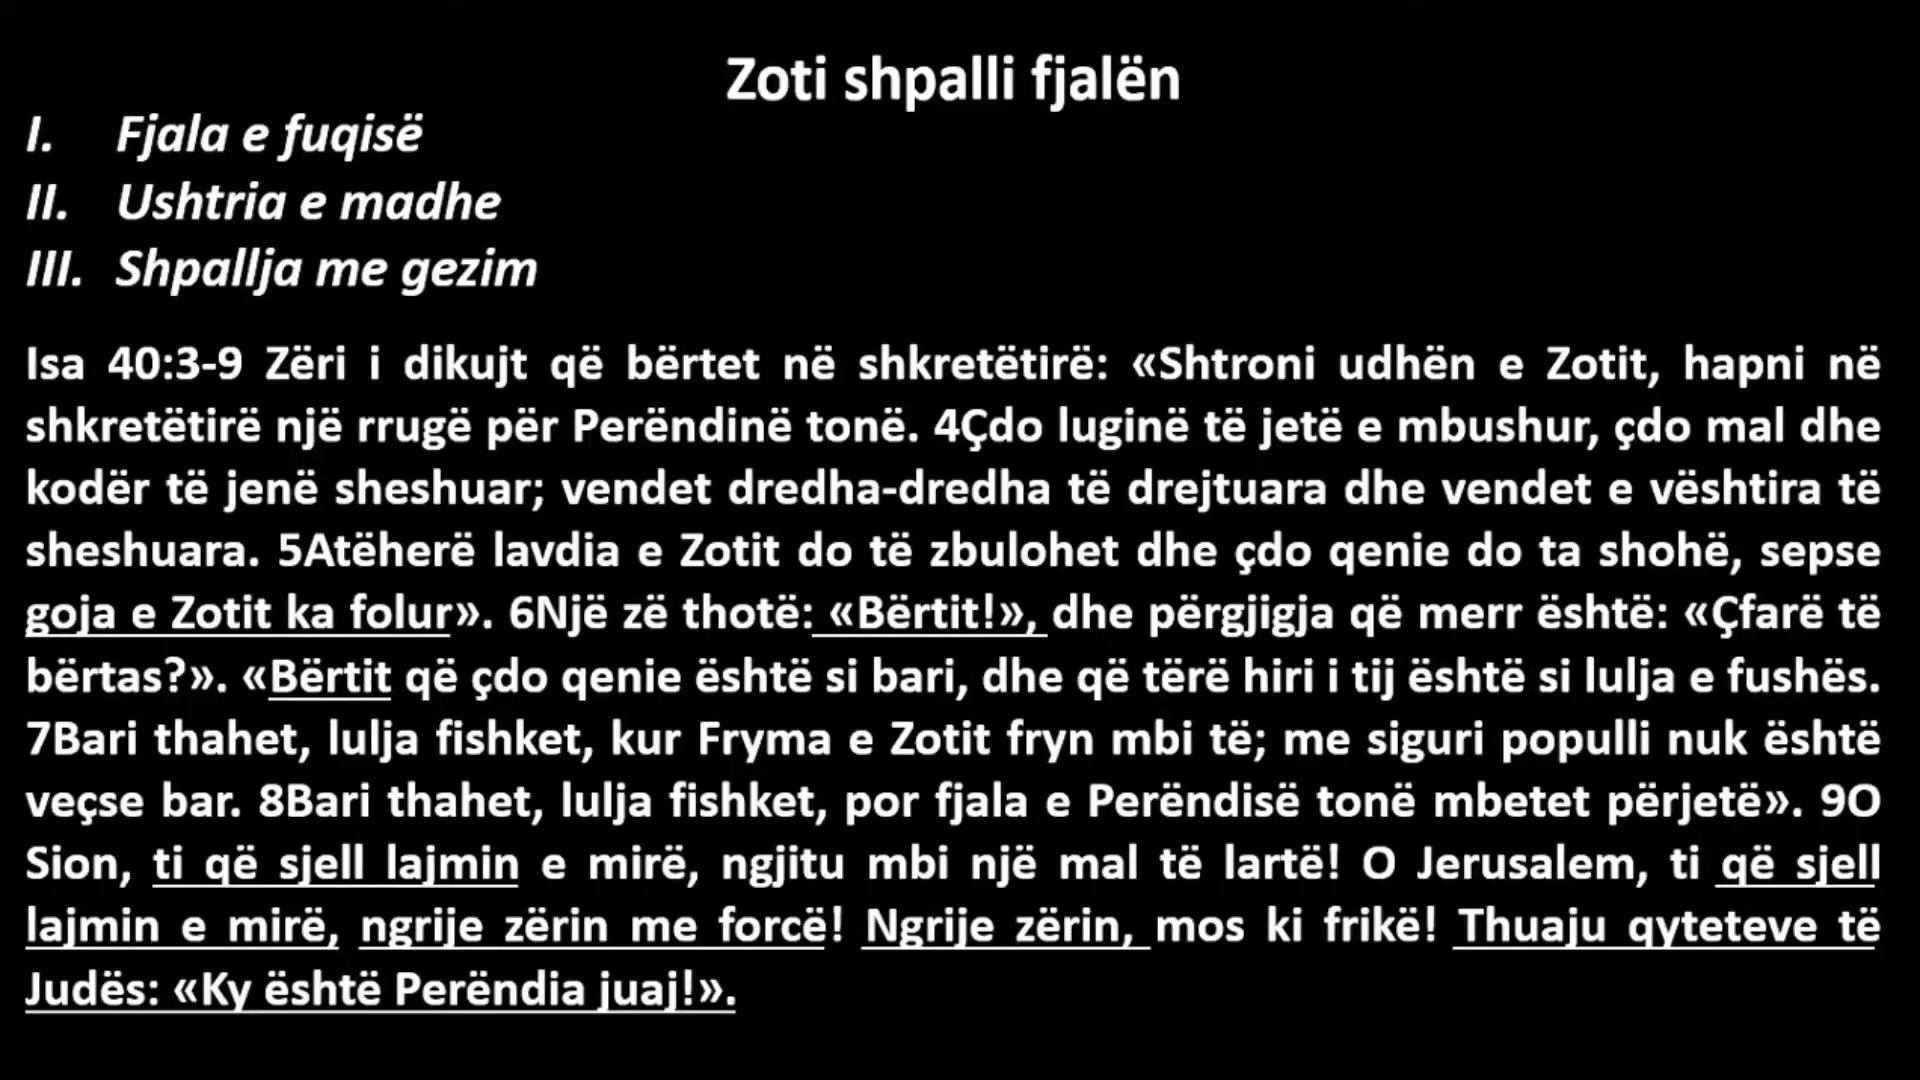 Zoti shpalli fjalën
I. Fjala e fuqisë
II. Ushtria e madhe
III. Shpallja me gezim
Isa 40:3-9 Zëri i dikujt që bërtet në shkretëtirë: «Shtroni udhën e Zotit, hapni në
shkretëtirë një rrugë për Perëndinë tonë. 4Çdo luginë të jetë e mbushur, çdo mal dhe
kodër të jenë sheshuar; vendet dredha-dredha të drejtuara dhe vendet e vështira të
sheshuara. 5Atëherë lavdia e Zotit do të zbulohet dhe çdo qenie do ta shohë, sepse
goja e Zotit ka folur». 6Një zë thotë: «Bërtit!», dhe përgjigja që merr është: «Çfarë të
bërtas?». «Bërtit që çdo qenie është si bari, dhe që tërë hiri i tij është si lulja e fushës.
7Bari thahet, lulja fishket, kur Fryma e Zotit fryn mbi të; me siguri populli nuk është
veçse bar. 8Bari thahet, lulja fishket, por fjala e Perëndisë tonë mbetet përjetë». 9O
Sion, ti që sjell lajmin e mirë, ngjitu mbi një mal të lartë! O Jerusalem, ti që sjell
lajmin e mirë, ngrije zërin me forcë! Ngrije zërin, mos ki frikë! Thuaju qyteteve të
Judës: «Ky është Perëndia juaj!».